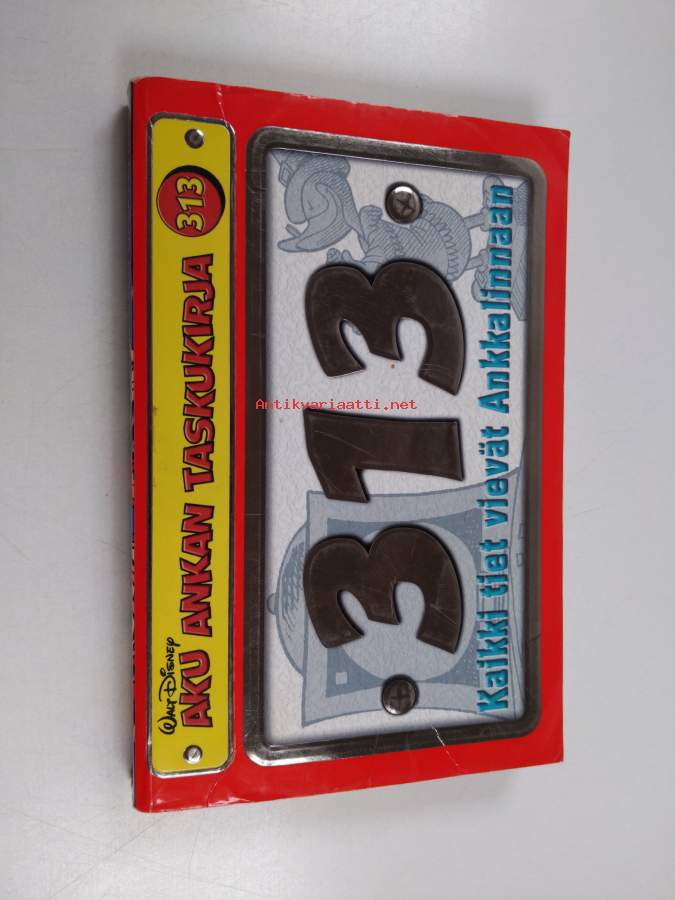 Walt Disney
AKU ANKAN TASKUKIRJA 313
313
Kaikki tiet vievät Ankkalinnaan
Antikvariaatti.net